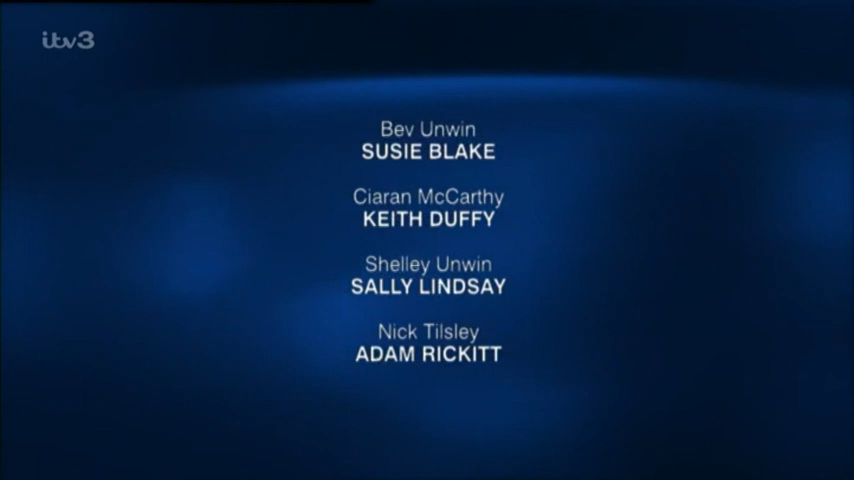 itv3
Bev Unwin
SUSIE BLAKE
Ciaran McCarthy
KEITH DUFFY
Shelley Unwin
SALLY LINDSAY
Nick Tilsley
ADAM RICKITT